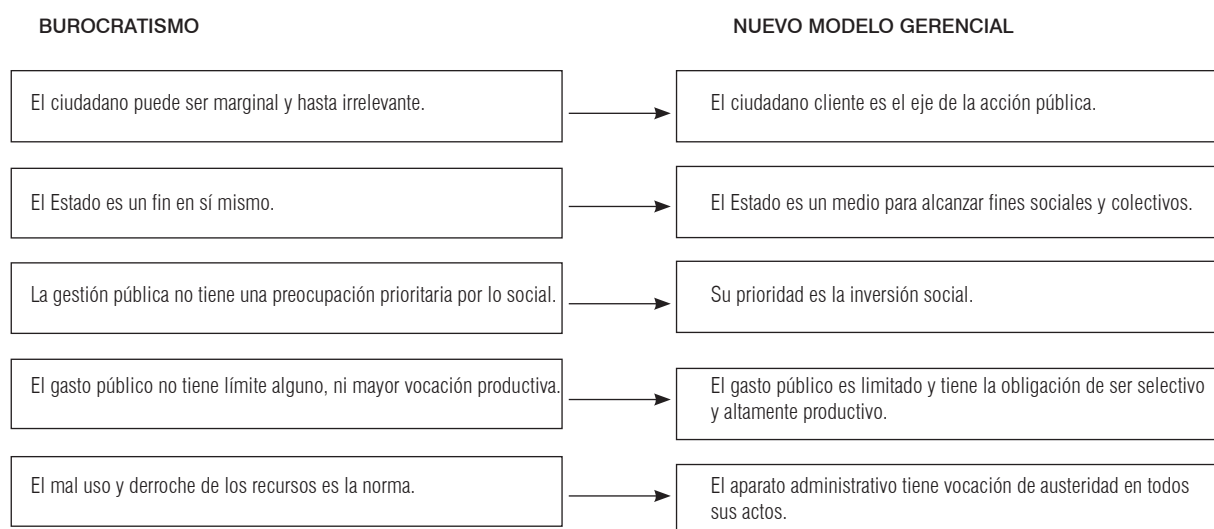 BUROCRATISMO
NUEVO MODELO GERENCIAL
El ciudadano puede ser marginal y hasta irrelevante.
El ciudadano cliente es el eje de la acción pública.
El Estado es un fin en sí mismo.
El Estado es un medio para alcanzar fines sociales y colectivos.
La gestión pública no tiene una preocupación prioritaria por lo social.
Su prioridad es la inversión social.
El gasto público no tiene límite alguno, ni mayor vocación productiva.
El gasto público es limitado y tiene la obligación de ser selectivo
y altamente productivo.
El mal uso y derroche de los recursos es la norma.
El aparato administrativo tiene vocación de austeridad en todos
sus actos.